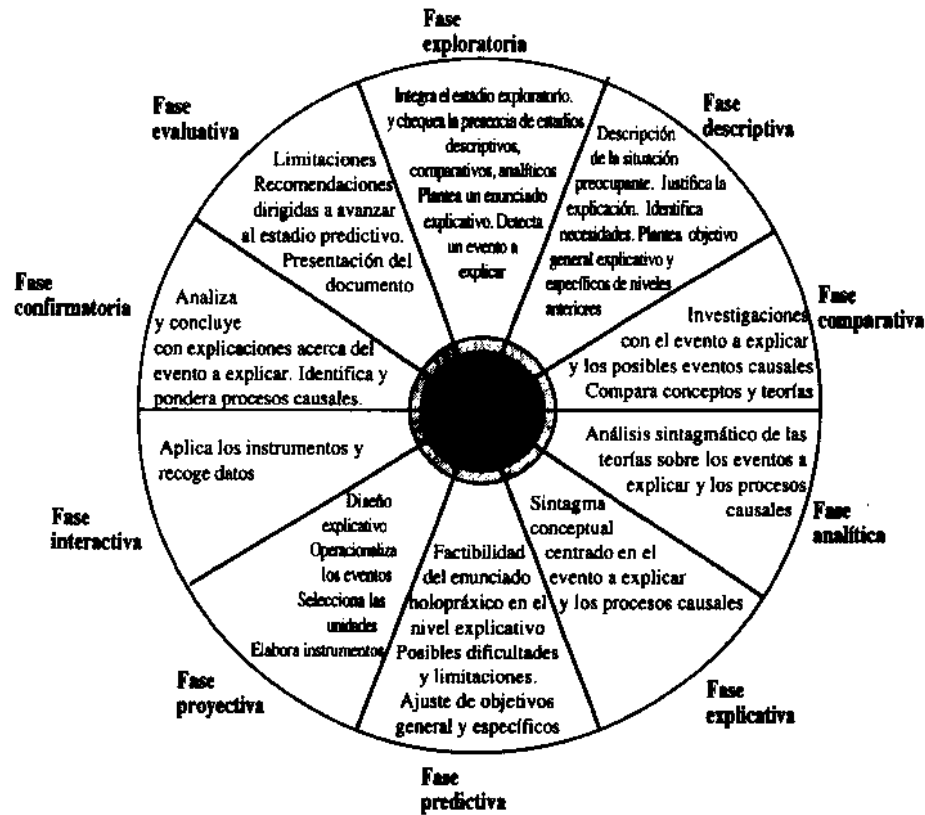 Fase
exploratoria
Integra el estadio exploratorio.
y chequea la presencia de estudios
descriptivos,
comparativos, analíticos
Plantea un enunciado
explicativo. Detecta
un evento a
explicar
Fase
descriptiva
Descripción
de la situación
preocupante. Justifica la
explicación. Identifica
necesidades. Plantea objetivo
general explicativo y
específicos de niveles
anteriores
Fase
comparativa
Investigaciones
con el evento a explicar
y los posibles eventos causales
Compara conceptos y teorías
Análisis sintagmático de las
teorías sobre los eventos a
explicar y los procesos
causales
Fase
analítica
Sintagma
conceptual
centrado en el
evento a explicar
y los procesos causales
Fase
explicativa
Factibilidad
del enunciado
holopráxico en el
nivel explicativo
Posibles dificultades
y limitaciones.
Ajuste de objetivos
general y específicos
Fase
predictiva
Diseño
explicativo
Operacionaliza
los eventos
Selecciona las
unidades
Elabora instrumentos
Fase
proyectiva
Aplica los instrumentos y
recoge datos
Fase
interactiva
Analiza
y concluye
con explicaciones acerca del
evento a explicar. Identifica y
pondera procesos causales.
Fase
confirmatoria
Limitaciones
Recomendaciones
dirigidas a avanzar
al estadio predictivo.
Presentación del
documento
Fase
evaluativa